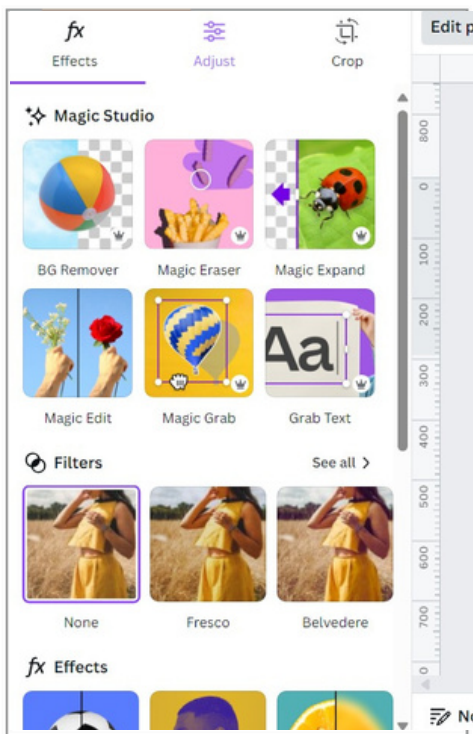 fx
Effects
Adjust
Crop
Edit p
Magic Studio
BG Remover
Magic Eraser
Magic Expand
Aa
Magic Edit
Magic Grab
Grab Text
Filters
See all >
None
Fresco
Belvedere
fx Effects
800
0
100
200
300
400
500
600
700
0
No